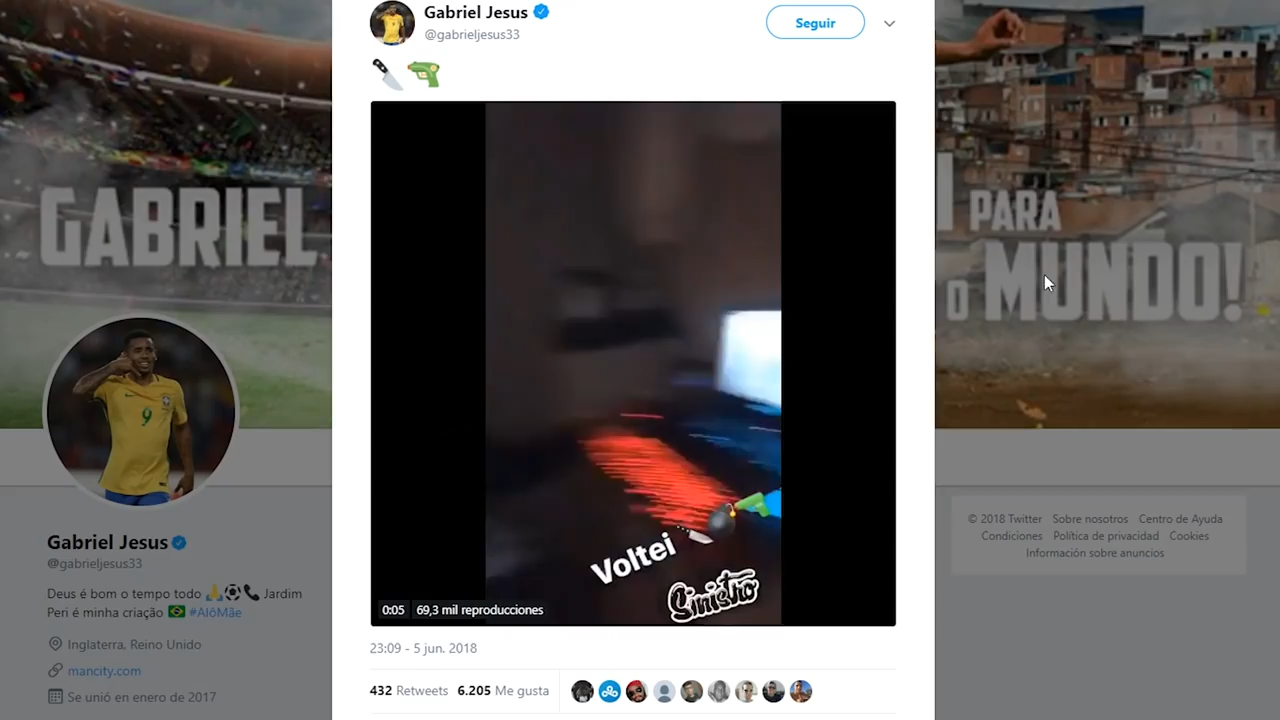 Gabriel Jesus
@gabrieljesus33
Seguir
GABRIEL
PARA
O MUNDO!
9
Voltei
Sinistro
0:05 69,3 mil reproducciones
23:09 - 5 jun. 2018
432 Retweets 6.205 Me gusta
Gabriel Jesus
@gabrieljesus33
Deus é bom o tempo todo Jardim
Peri é minha criação #AlôMãe
Inglaterra, Reino Unido
mancity.com
Se unió en enero de 2017
© 2018 Twitter Sobre nosotros Centro de Ayuda
Condiciones Política de privacidad Cookies
Información sobre anuncios